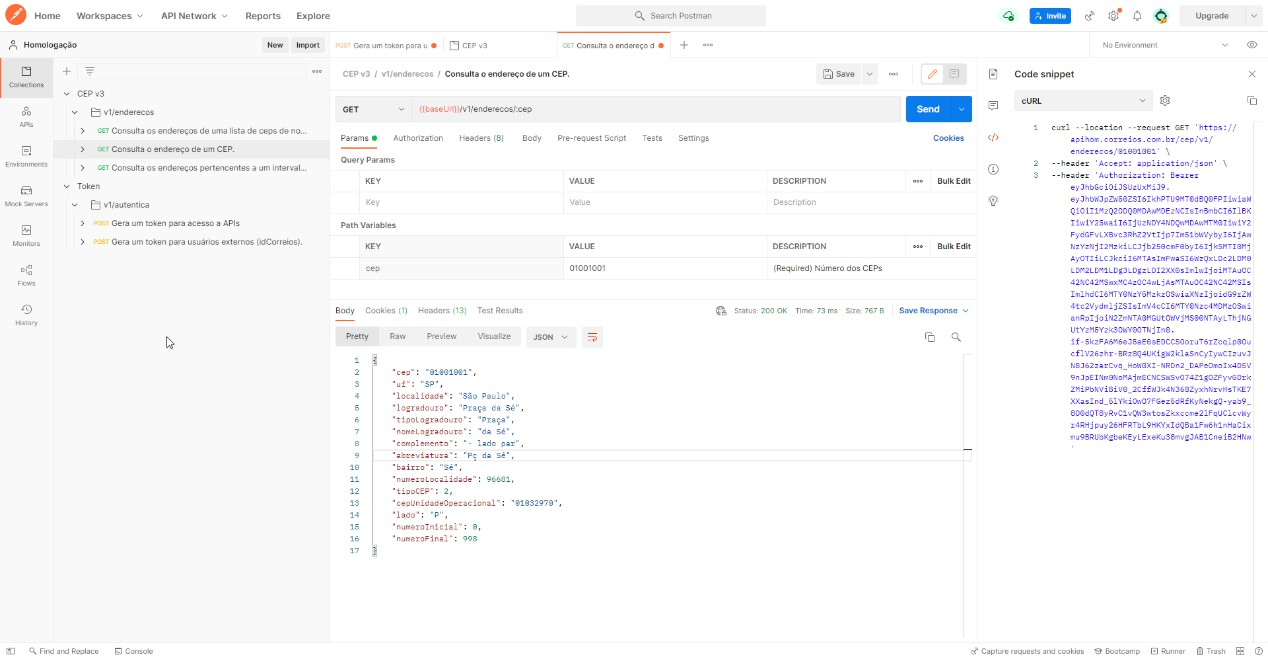 Home Workspaces API Network Reports Explore Search Postman Invite Upgrade
Homologação New Import POST Gera um token para u CEP v3 GET Consulta o endereço d No Environment
Collections
APIs
Environments
Mock Servers
Monitors
Flows
History
CEP v3
v1/enderecos
GET Consulta os endereços de uma lista de ceps de no...
GET Consulta o endereço de um CEP.
GET Consulta os endereços pertencentes a um interval...
Token
v1/autentica
POST Gera um token para acesso a APIs
POST Gera um token para usuários externos (idCorreios).
CEP v3 / v1/enderecos / Consulta o endereço de um CEP. Save
GET {{baseUrl}}/v1/enderecos/:cep Send
Params Authorization Headers (8) Body Pre-request Script Tests Settings Cookies
Query Params
KEY VALUE DESCRIPTION Bulk Edit
Key Value Description
Path Variables
KEY VALUE DESCRIPTION Bulk Edit
cep 01001001 (Required) Número dos CEPs
Body Cookies (1) Headers (13) Test Results Status: 200 OK Time: 73 ms Size: 767 B Save Response
Pretty Raw Preview Visualize JSON
1 {
2 "cep": "01001001",
3 "uf": "SP",
4 "localidade": "São Paulo",
5 "logradouro": "Praça da Sé",
6 "tipoLogradouro": "Praça",
7 "nomeLogradouro": "da Sé",
8 "complemento": "- lado par",
9 "abreviatura": "Pç da Sé",
10 "bairro": "Sé",
11 "numeroLocalidade": 96681,
12 "tipoCEP": 2,
13 "cepUnidadeOperacional": "01032970",
14 "lado": "P",
15 "numeroInicial": 0,
16 "numeroFinal": 998
17 }
Code snippet
cURL
1 curl --location --request GET 'https://
apihom.correios.com.br/cep/v1/
enderecos/01001001' \
2 --header 'Accept: application/json' \
3 --header 'Authorization: Bearer
Find and Replace Console Capture requests and cookies Bootcamp Runner Trash